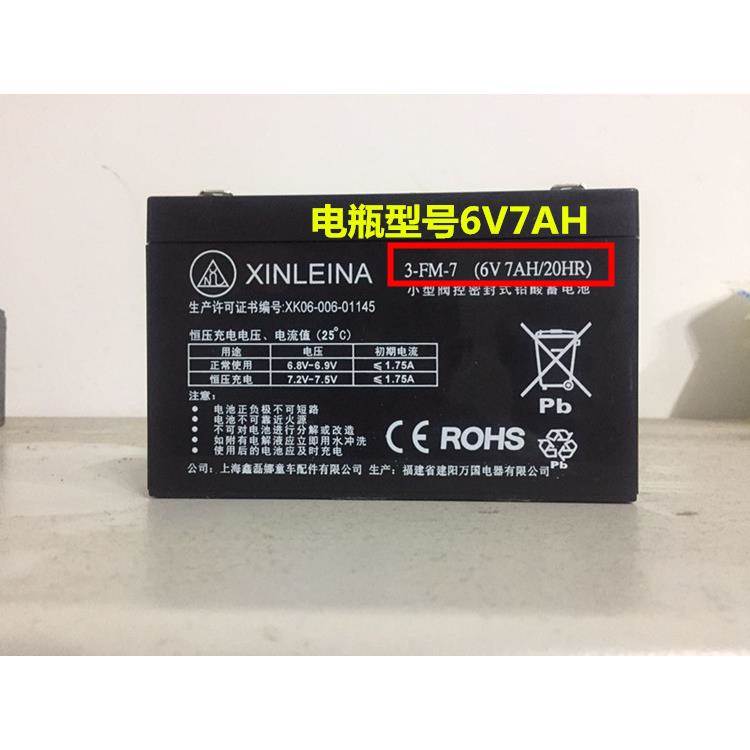 电瓶型号6V7AH
XINLEINA
3-FM-7 (6V 7AH/20HR)
小型阀控密封式铅酸蓄电池
生产许可证书编号:XK06-006-01145
恒压充电电压、电流值(25°C)
用途 电压 初期电流
正常使用 6.8V-6.9V ≤1.75A
恒压充电 7.2V-7.5V ≤1.75A
注意:
电池正负极不可短路
电池不可靠近火源
不可对电池进行分解或改造
如附有电解液应立即用水冲洗
使用后的电池应及时充电
CE ROHS
Pb
Pb
公司:上海鑫磊娜童车配件有限公司 生产:福建省建阳万国电器有限公司